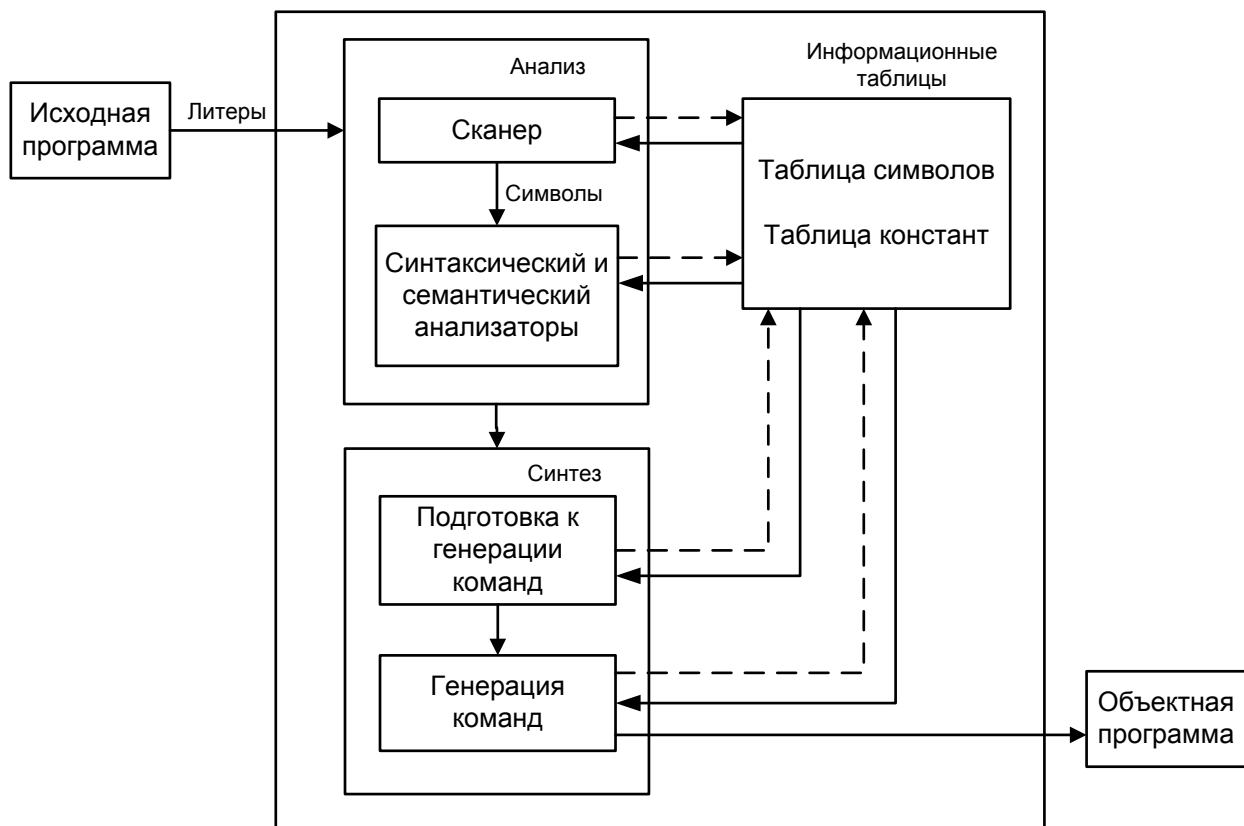 Исходная
программа
Литеры
Анализ
Сканер
Символы
Синтаксический и
семантический
анализаторы
Информационные
таблицы
Таблица символов
Таблица констант
Синтез
Подготовка к
генерации
команд
Генерация
команд
Объектная
программа